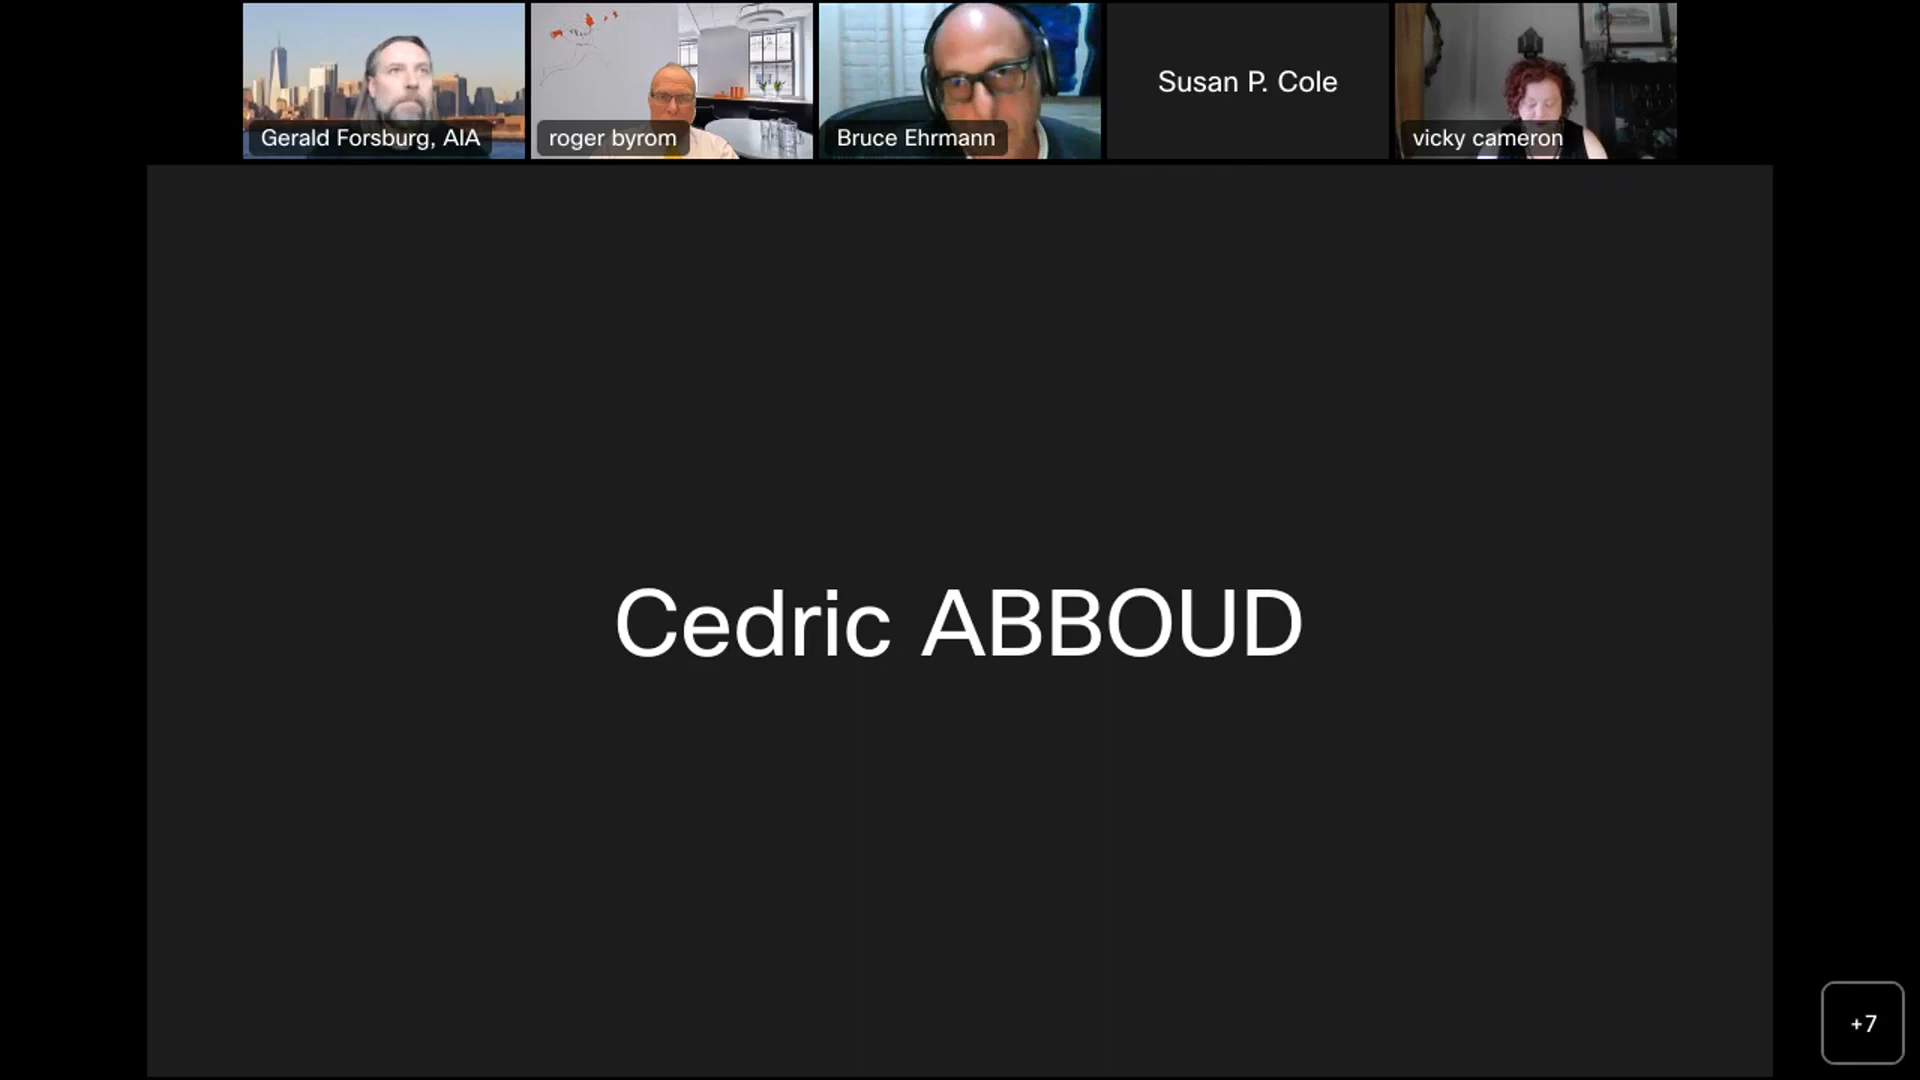 Gerald Forsburg, AIA
roger byrom
Bruce Ehrmann
Susan P. Cole
vicky cameron
Cedric ABBOUD
+7